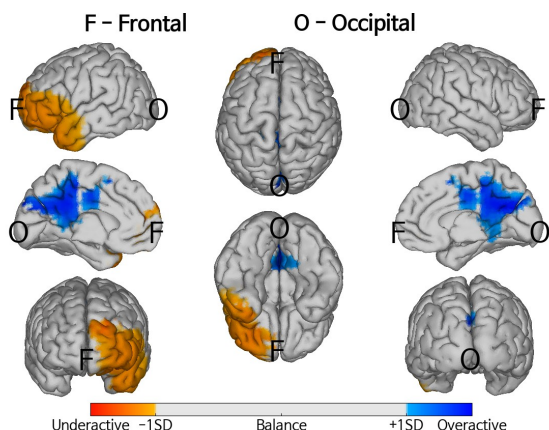 F – Frontal O – Occipital
F O
F
O
O F
O F
O
F O
O
F
F
F
O
Underactive -1SD Balance +1SD Overactive